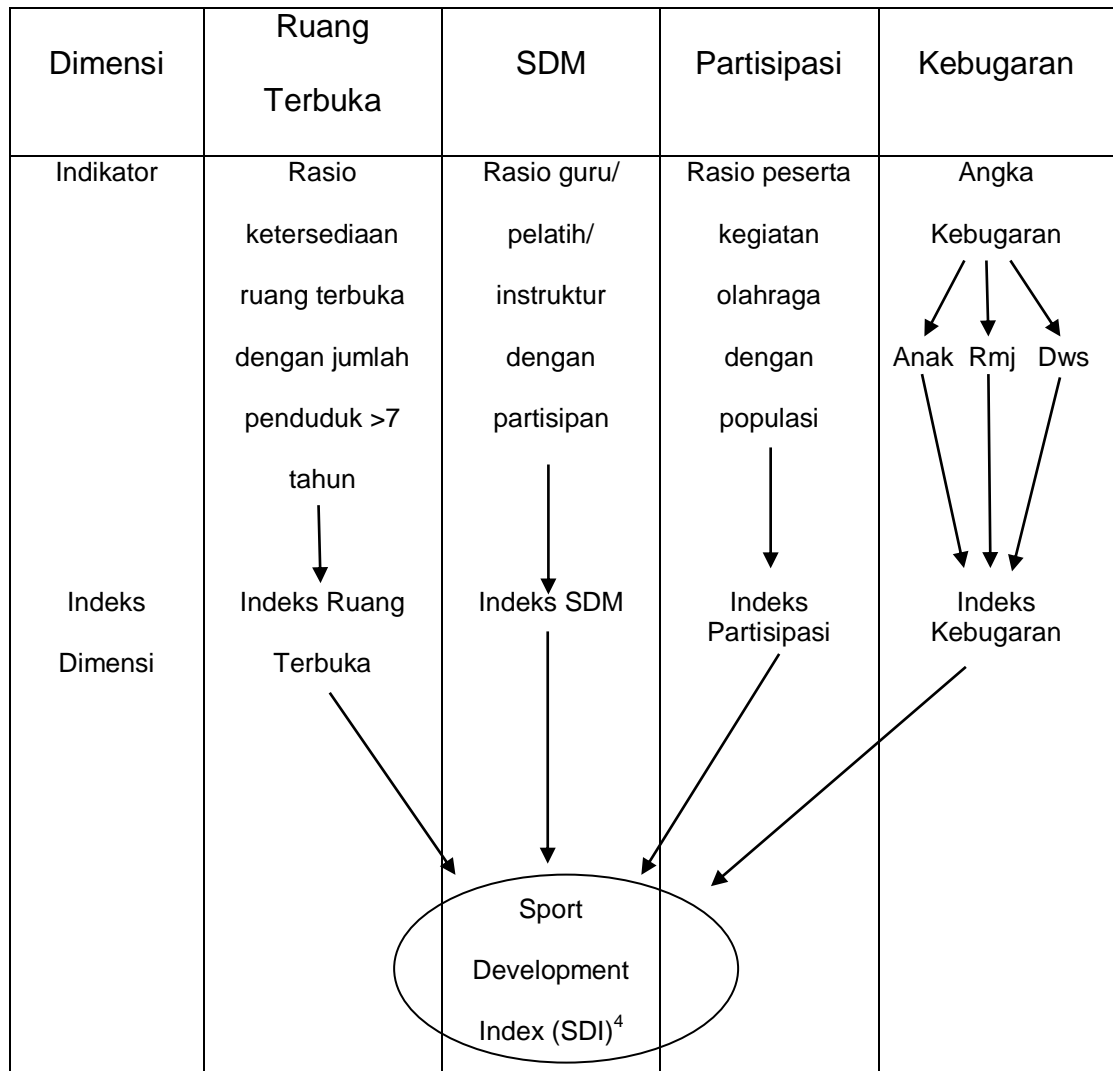 Dimensi
Ruang
Terbuka
SDM
Partisipasi
Kebugaran
Indikator
Rasio
ketersediaan
ruang terbuka
dengan jumlah
penduduk >7
tahun
Rasio guru/
pelatih/
instruktur
dengan
partisipan
Rasio peserta
kegiatan
olahraga
dengan
populasi
Angka
Kebugaran
Anak Rmj Dws
Indeks
Dimensi
Indeks Ruang
Terbuka
Indeks SDM
Indeks
Partisipasi
Indeks
Kebugaran
Sport
Development
Index (SDI)4